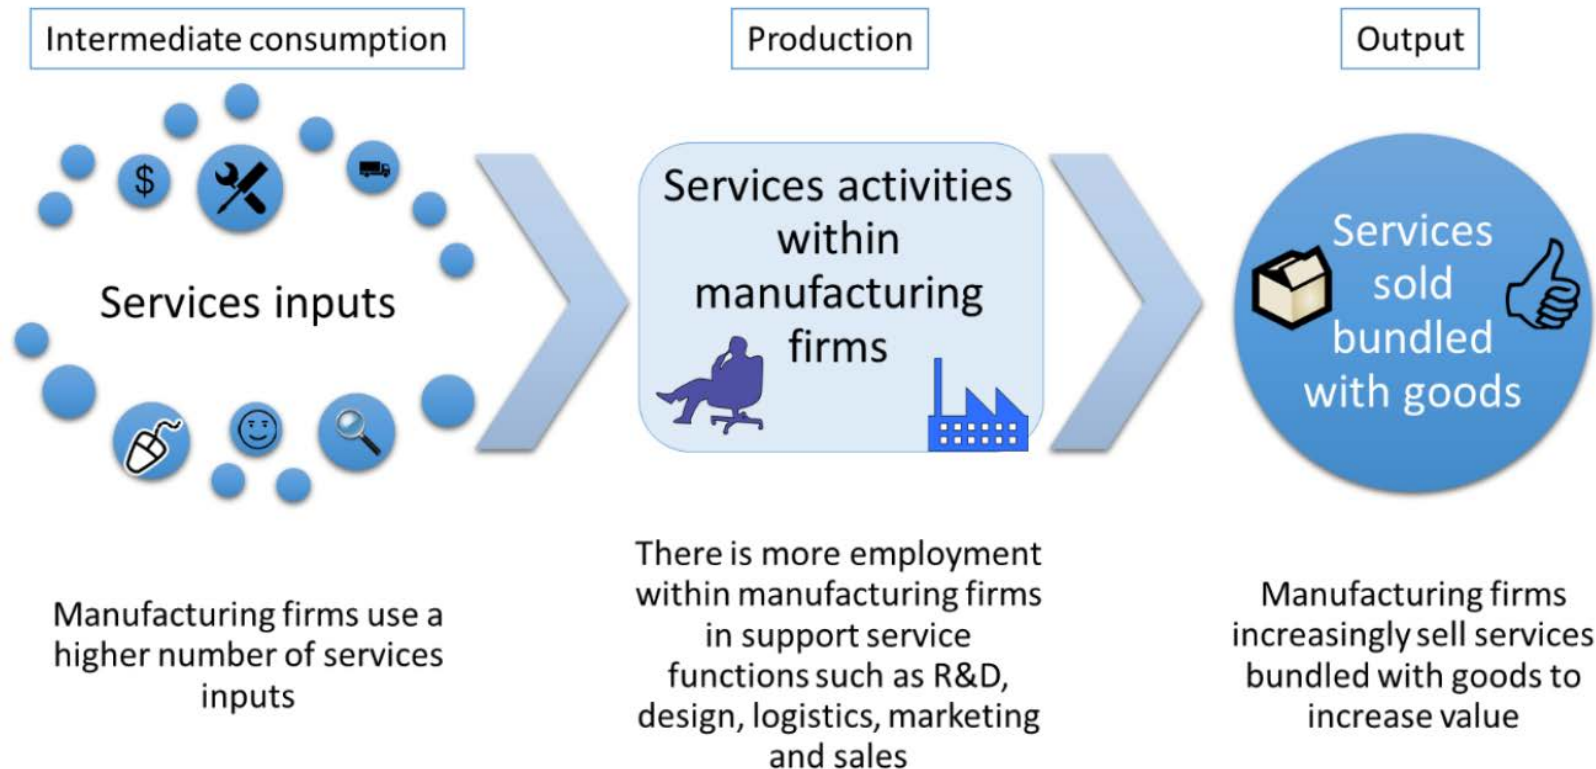 Intermediate consumption
Production
Output
$
Services inputs
Services activities
within
manufacturing
firms
Services
sold
bundled
with goods
Manufacturing firms use a
higher number of services
inputs
There is more employment
within manufacturing firms
in support service
functions such as R&D,
design, logistics, marketing
and sales
Manufacturing firms
increasingly sell services
bundled with goods to
increase value